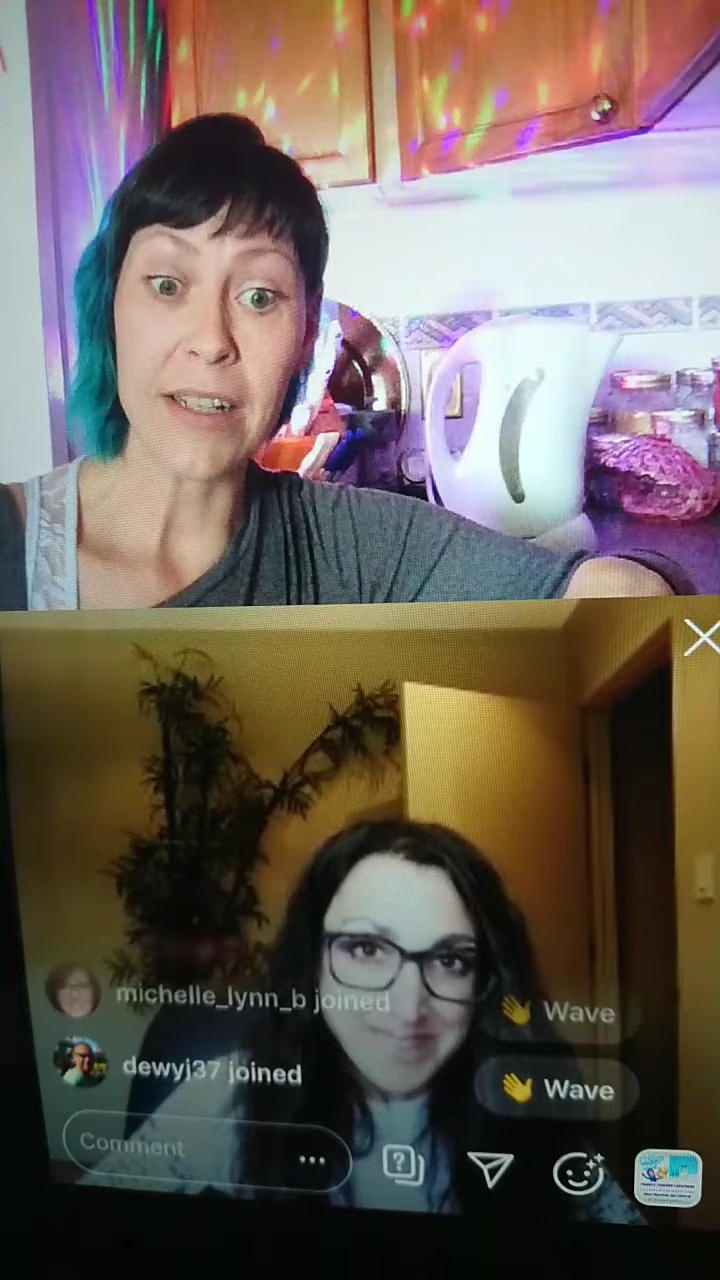 michelle_lynn_b joined
👋 Wave
dewyj37 joined
👋 Wave
Comment
?